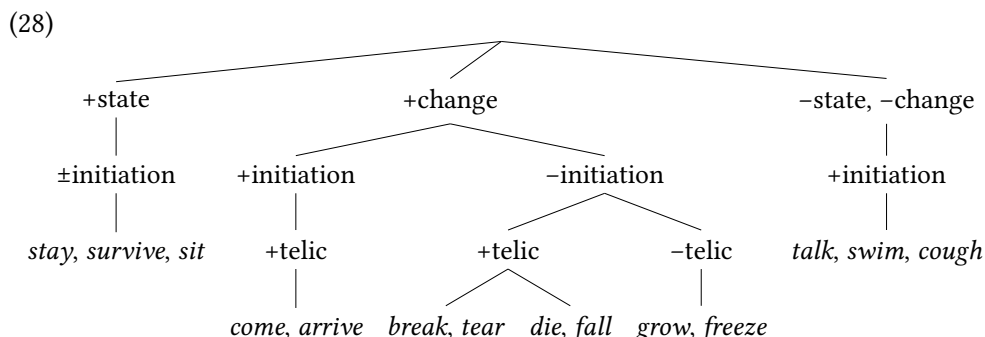 (28)
+state +change –state, –change
±initiation +initiation –initiation +initiation
stay, survive, sit +telic +telic –telic talk, swim, cough
come, arrive break, tear die, fall grow, freeze